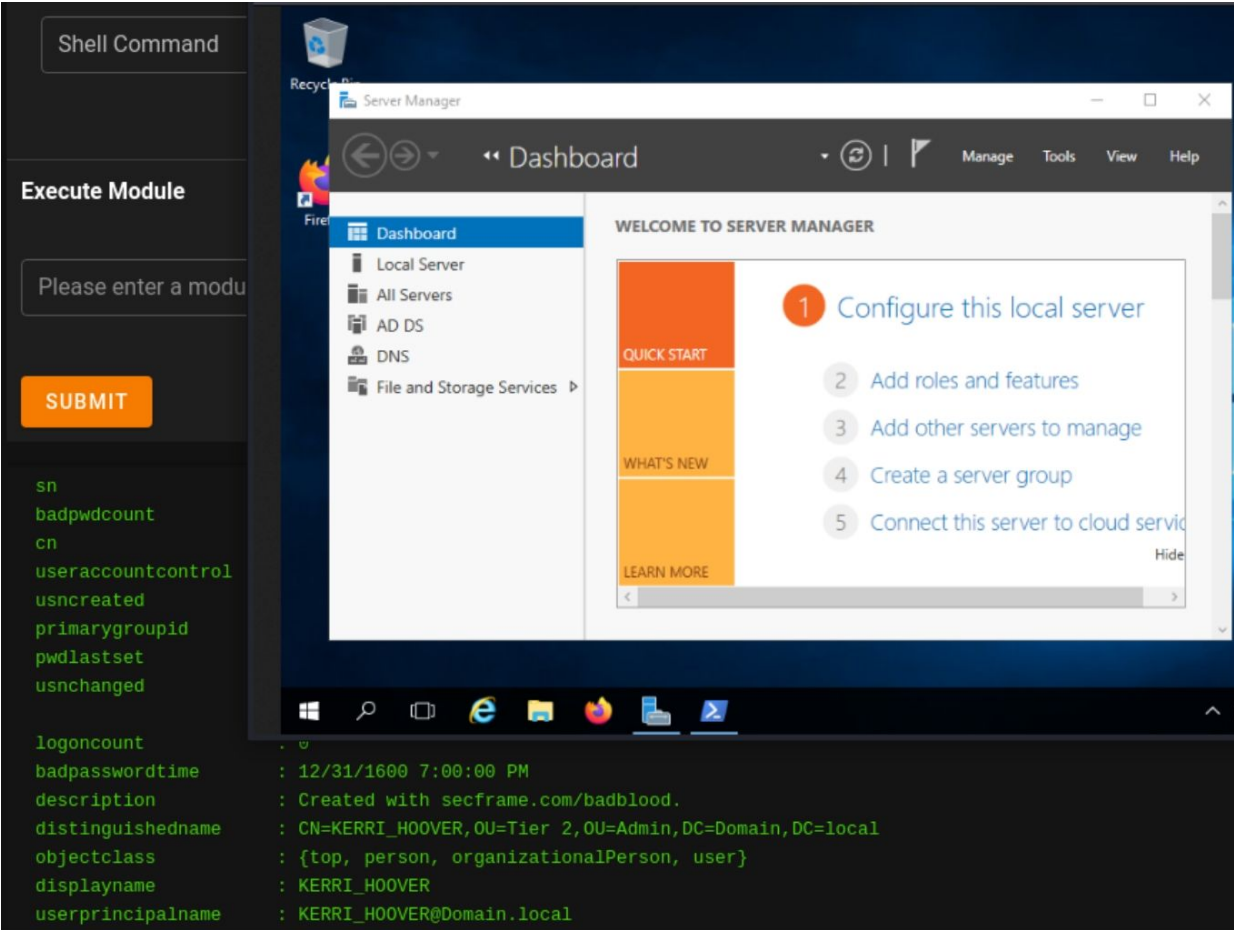 Shell Command
Execute Module
Please enter a modu
SUBMIT
Server Manager
Dashboard
Manage Tools View Help
Dashboard
Local Server
All Servers
AD DS
DNS
File and Storage Services
WELCOME TO SERVER MANAGER
QUICK START
WHAT'S NEW
LEARN MORE
1 Configure this local server
2 Add roles and features
3 Add other servers to manage
4 Create a server group
5 Connect this server to cloud servic
Hide
sn
badpwdcount
cn
useraccountcontrol
usncreated
primarygroupid
pwdlastset
usnchanged
logoncount : 0
badpasswordtime : 12/31/1600 7:00:00 PM
description : Created with secframe.com/badblood.
distinguishedname : CN=KERRI_HOOVER,OU=Tier 2,OU=Admin,DC=Domain,DC=local
objectclass : {top, person, organizationalPerson, user}
displayname : KERRI_HOOVER
userprincipalname : KERRI_HOOVER@Domain.local